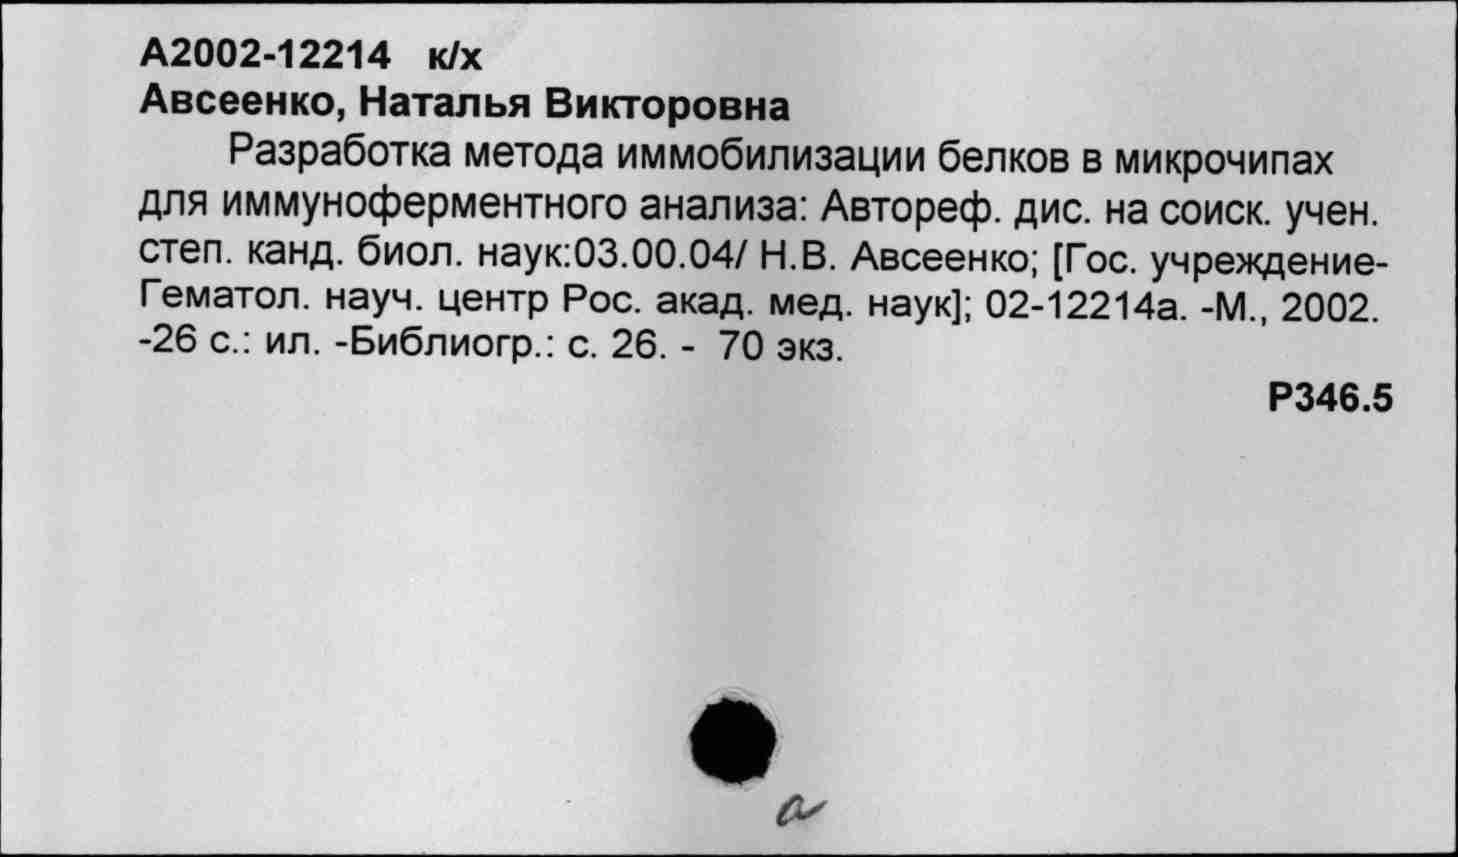 А2002-12214 к/х
Авсеенко, Наталья Викторовна
Разработка метода иммобилизации белков в микрочипах
для иммуноферментного анализа: Автореф. дис. на соиск. учен.
степ. канд. биол. наук:03.00.04/ Н.В. Авсеенко; [Гос. учреждение-
Гематол. науч. центр Рос. акад. мед. наук]; 02-12214а. -М., 2002.
-26 с.: ил. -Библиогр.: с. 26. - 70 экз.
Р346.5
а